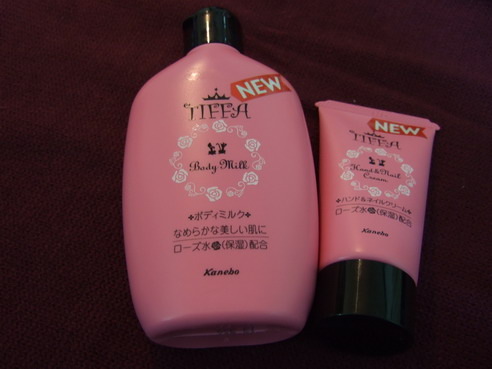 NEW
TIFFA
Body Milk
ボディミルク
なめらかな美しい肌に
ローズ水(保湿)配合
Kanebo
NEW
TIFFA
Hand & Nail
Cream
ハンド&ネイルクリーム
ローズ水(保湿)配合
Kanebo